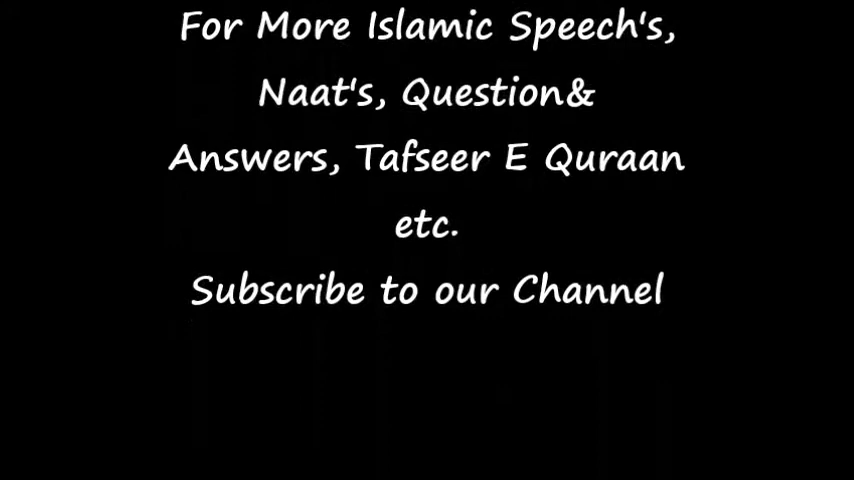 For More Islamic Speech's,
Naat's, Question&
Answers, Tafseer E Quraan
etc.
Subscribe to our Channel